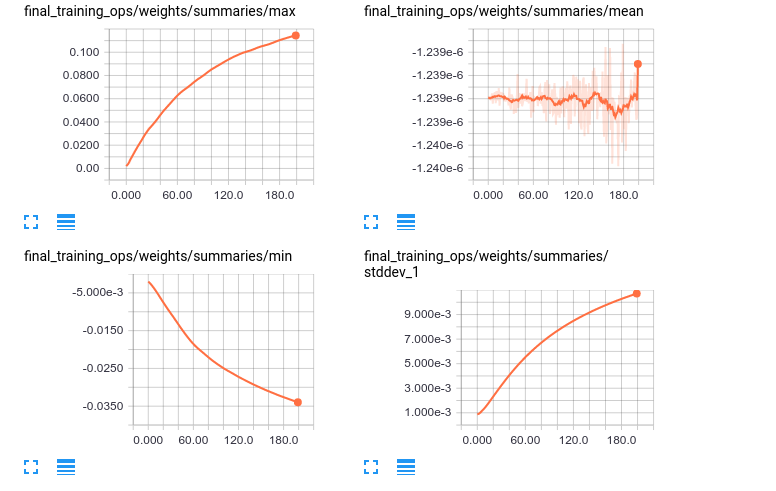 final_training_ops/weights/summaries/max
0.100
0.0800
0.0600
0.0400
0.0200
0.00
0.000 60.00 120.0 180.0
final_training_ops/weights/summaries/mean
-1.239e-6
-1.239e-6
-1.239e-6
-1.239e-6
-1.240e-6
-1.240e-6
0.000 60.00 120.0 180.0
final_training_ops/weights/summaries/min
-5.000e-3
-0.0150
-0.0250
-0.0350
0.000 60.00 120.0 180.0
final_training_ops/weights/summaries/
stddev_1
9.000e-3
7.000e-3
5.000e-3
3.000e-3
1.000e-3
0.000 60.00 120.0 180.0